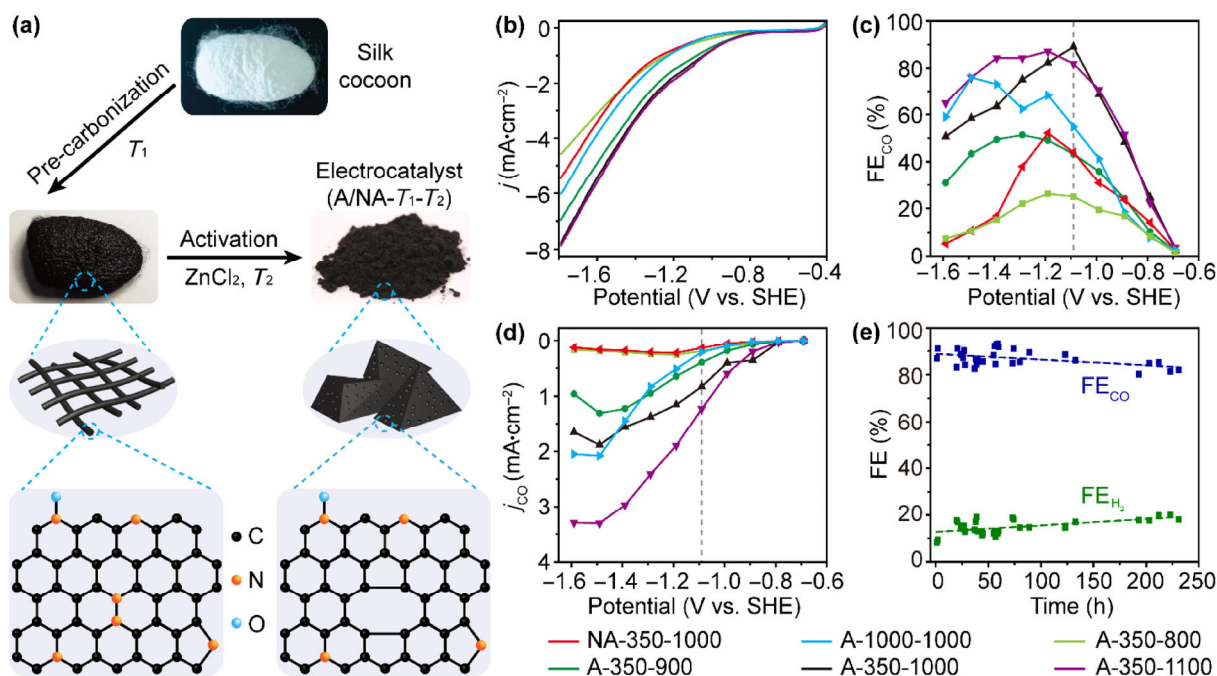 (a)
Silk
cocoon
Pre-carbonization
T₁
Electrocatalyst
(A/NA-T₁-T₂)
Activation
ZnCl₂, T₂
C
N
O
(b)
0
−2
−4
−6
−8
j (mA·cm⁻²)
−1.6 −1.2 −0.8 −0.4
Potential (V vs. SHE)
(c)
100
80
60
40
20
0
FE_CO (%)
−1.6 −1.4 −1.2 −1.0 −0.8 −0.6
Potential (V vs. SHE)
(d)
0
1
2
3
4
j_CO (mA·cm⁻²)
−1.6 −1.4 −1.2 −1.0 −0.8 −0.6
Potential (V vs. SHE)
(e)
100
80
60
40
20
0
FE (%)
FE_CO
FE_H₂
0 50 100 150 200 250
Time (h)
NA-350-1000 A-1000-1000 A-350-800
A-350-900 A-350-1000 A-350-1100